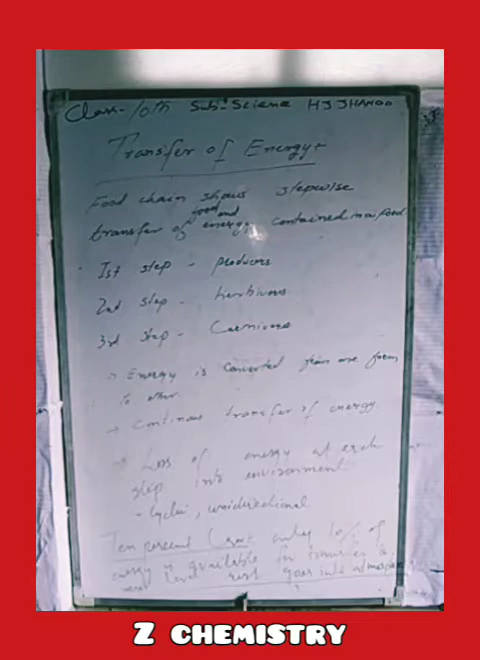 Class-10th Sub:-Science HJ JHAHOO
Transfer of Energy:-
Food chain shows stepwise
food and
transfer of energy contained in food
1st step - producers
2nd step - herbivores
3rd step - Carnivores
→ Energy is converted from one form
to other
→ Continous transfer of energy.
→ Loss of energy at each
step into environment
- Cyclic, unidirectional
Ten percent Law only 10% of
energy is available for transfer to
next level rest goes into atmosphere
Z CHEMISTRY